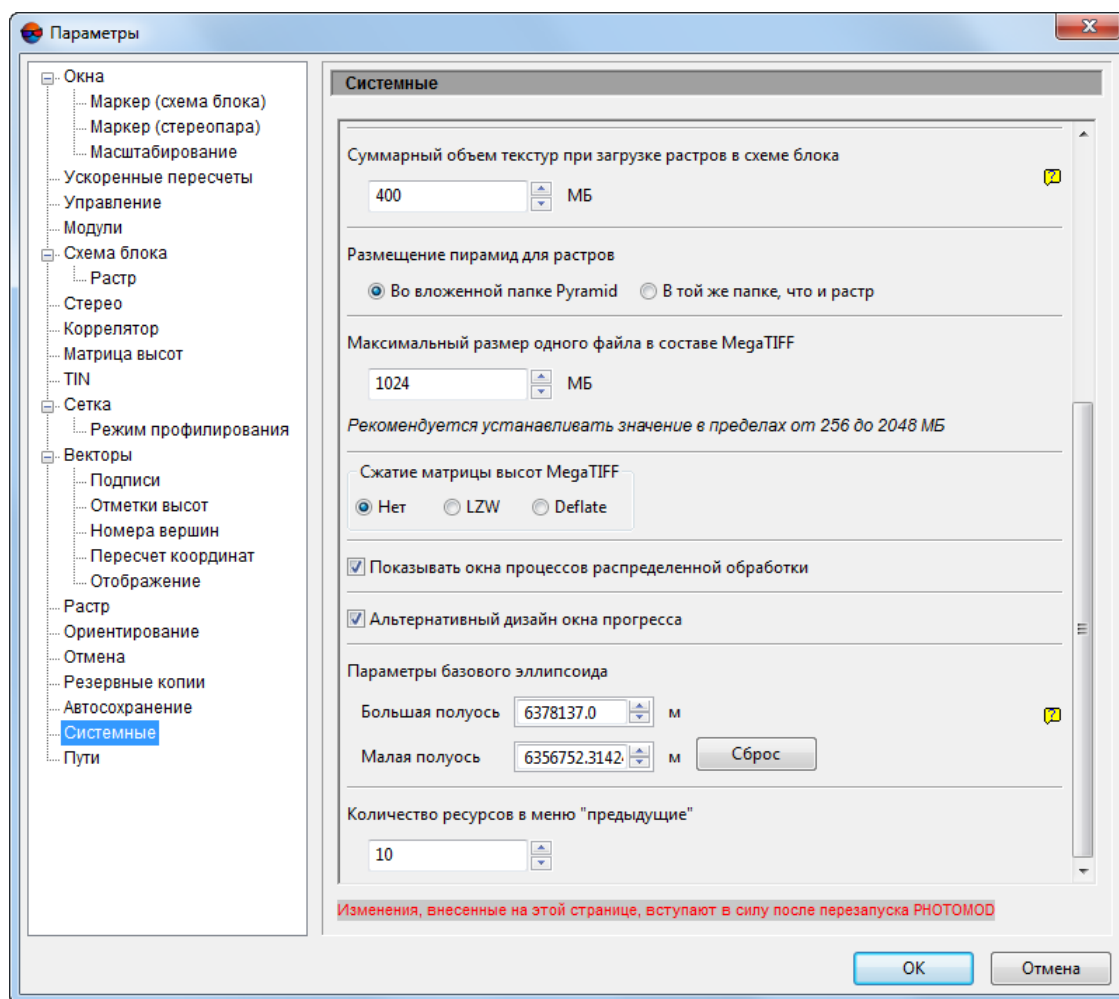 Параметры
Окна
Маркер (схема блока)
Маркер (стереопара)
Масштабирование
Ускоренные пересчеты
Управление
Модули
Схема блока
Растр
Стерео
Коррелятор
Матрица высот
TIN
Сетка
Режим профилирования
Векторы
Подписи
Отметки высот
Номера вершин
Пересчет координат
Отображение
Растр
Ориентирование
Отмена
Резервные копии
Автосохранение
Системные
Пути
Системные
Суммарный объем текстур при загрузке растров в схеме блока
400 МБ
Размещение пирамид для растров
Во вложенной папке Pyramid В той же папке, что и растр
Максимальный размер одного файла в составе MegaTIFF
1024 МБ
Рекомендуется устанавливать значение в пределах от 256 до 2048 МБ
Сжатие матрицы высот MegaTIFF
Нет LZW Deflate
Показывать окна процессов распределенной обработки
Альтернативный дизайн окна прогресса
Параметры базового эллипсоида
Большая полуось 6378137.0 м
Малая полуось 6356752.3142 м Сброс
Количество ресурсов в меню "предыдущие"
10
Изменения, внесенные на этой странице, вступают в силу после перезапуска PHOTOMOD
OK Отмена